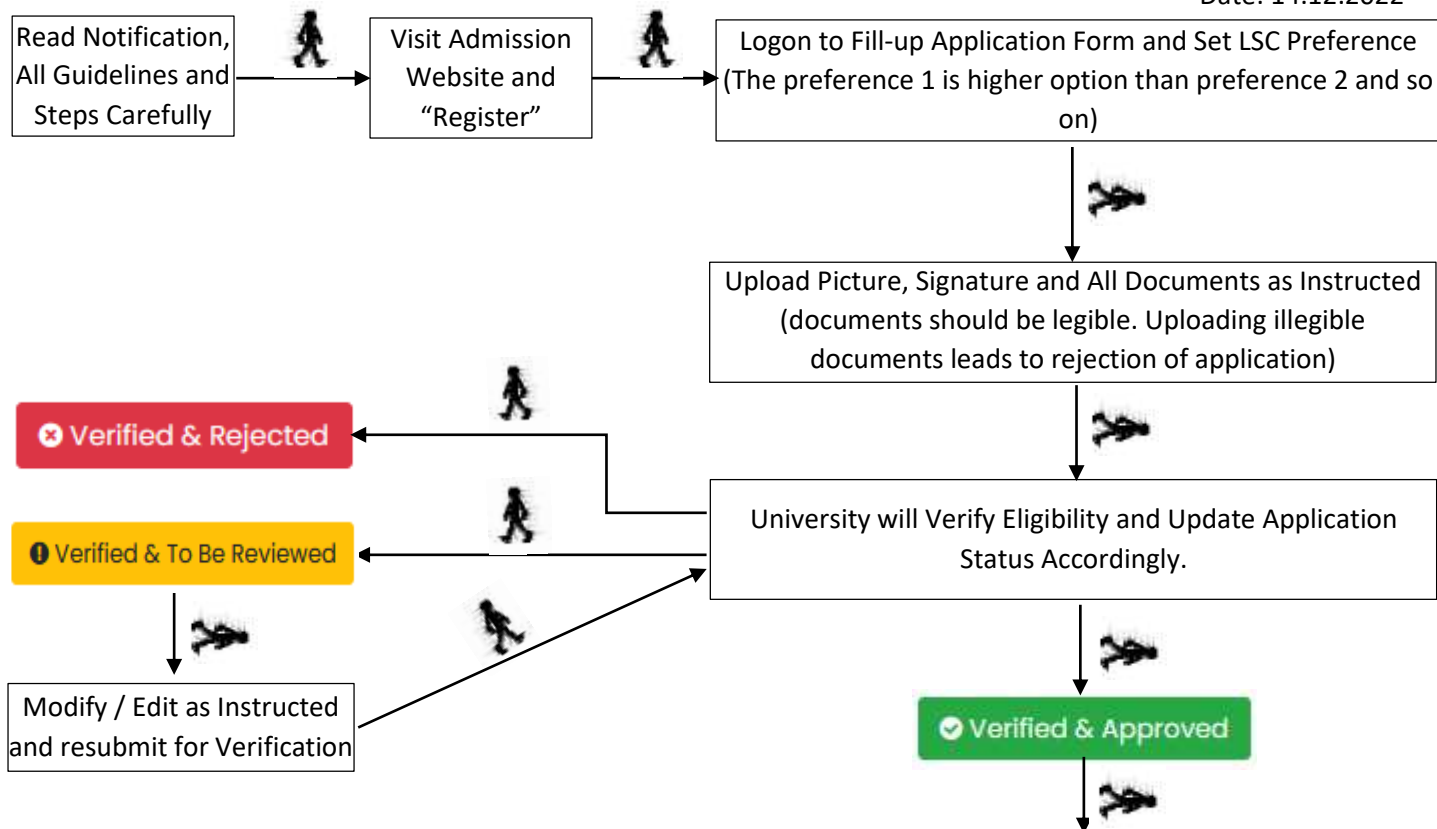 Date: 14.12.2022
Read Notification,
All Guidelines and
Steps Carefully
Visit Admission
Website and
“Register”
Logon to Fill-up Application Form and Set LSC Preference
(The preference 1 is higher option than preference 2 and so
on)
Upload Picture, Signature and All Documents as Instructed
(documents should be legible. Uploading illegible
documents leads to rejection of application)
Verified & Rejected
University will Verify Eligibility and Update Application
Status Accordingly.
Verified & To Be Reviewed
Modify / Edit as Instructed
and resubmit for Verification
Verified & Approved